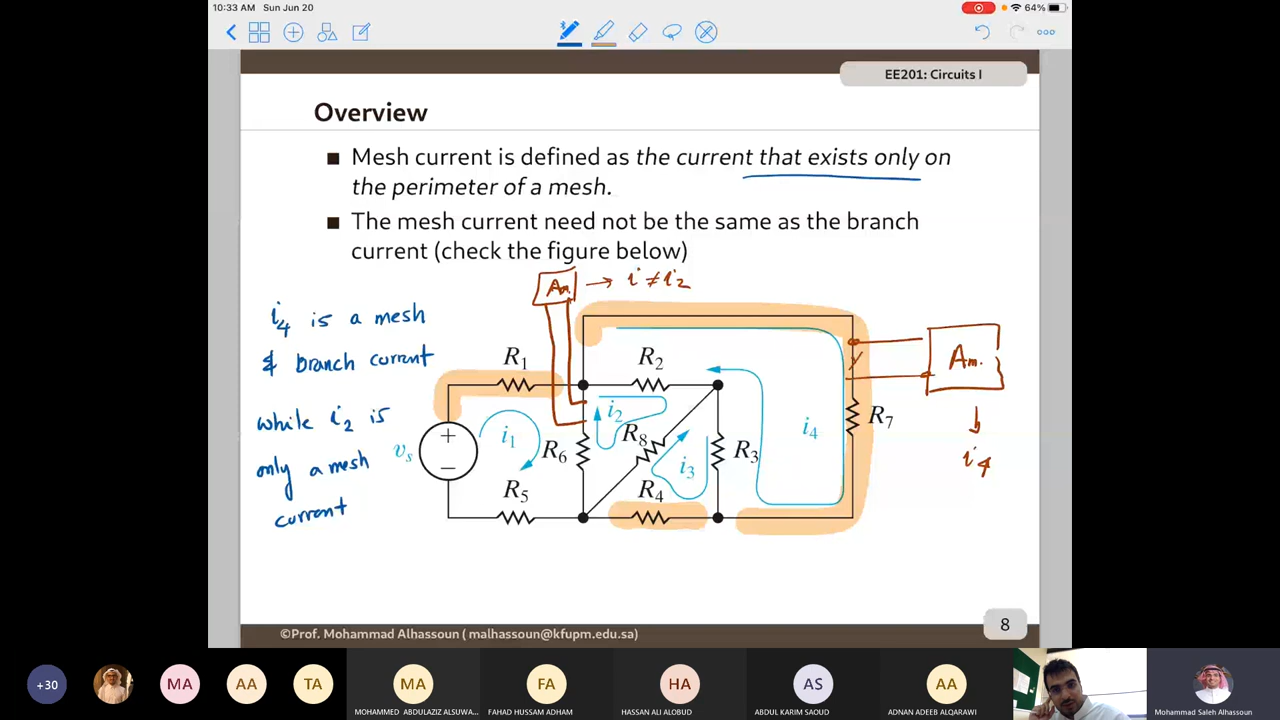 10:33 AM Sun Jun 20
64%
EE201: Circuits I
Overview
Mesh current is defined as the current that exists only on
the perimeter of a mesh.
The mesh current need not be the same as the branch
current (check the figure below)
Am. → i ≠ i2
i4 is a mesh
& branch current
while i2 is
only a mesh
current
R1
R2
Am.
i4
vs
+
−
i1
R6
i2
R8
i3
R3
i4
R7
R5
R4
©Prof. Mohammad Alhassoun ( malhassoun@kfupm.edu.sa)
8
+30
MA
AA
TA
MA
FA
HA
AS
AA
MOHAMMED ABDULAZIZ ALSUWA...
FAHAD HUSSAM ADHAM
HASSAN ALI ALOBUD
ABDUL KARIM SAOUD
ADNAN ADEEB ALQARAWI
Mohammad Saleh Alhassoun